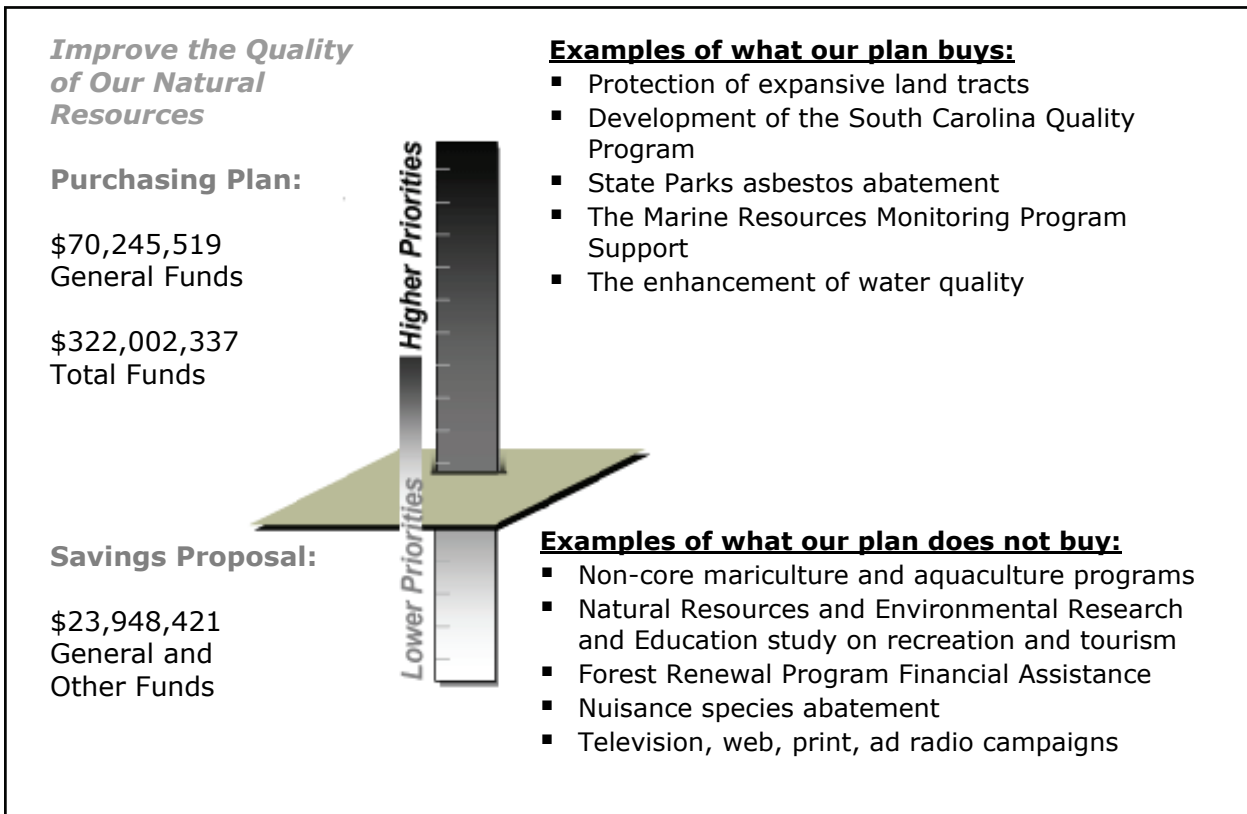 Improve the Quality
of Our Natural
Resources
Purchasing Plan:
$70,245,519
General Funds
$322,002,337
Total Funds
Higher Priorities
Lower Priorities
Savings Proposal:
$23,948,421
General and
Other Funds
Examples of what our plan buys:
▪ Protection of expansive land tracts
▪ Development of the South Carolina Quality
Program
▪ State Parks asbestos abatement
▪ The Marine Resources Monitoring Program
Support
▪ The enhancement of water quality
Examples of what our plan does not buy:
▪ Non-core mariculture and aquaculture programs
▪ Natural Resources and Environmental Research
and Education study on recreation and tourism
▪ Forest Renewal Program Financial Assistance
▪ Nuisance species abatement
▪ Television, web, print, ad radio campaigns